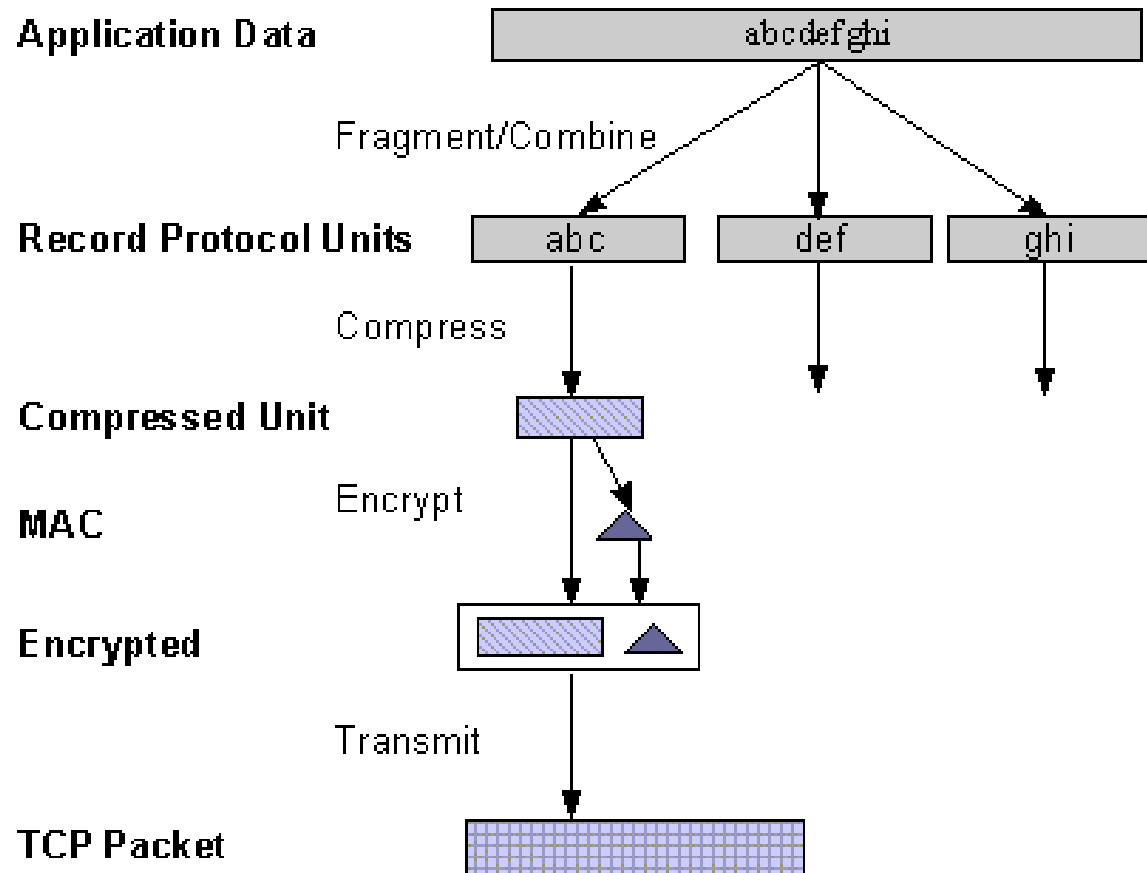 Application Data
abcdefghi
Fragment/Combine
Record Protocol Units
abc
def
ghi
Compress
Compressed Unit
Encrypt
MAC
Encrypted
Transmit
TCP Packet